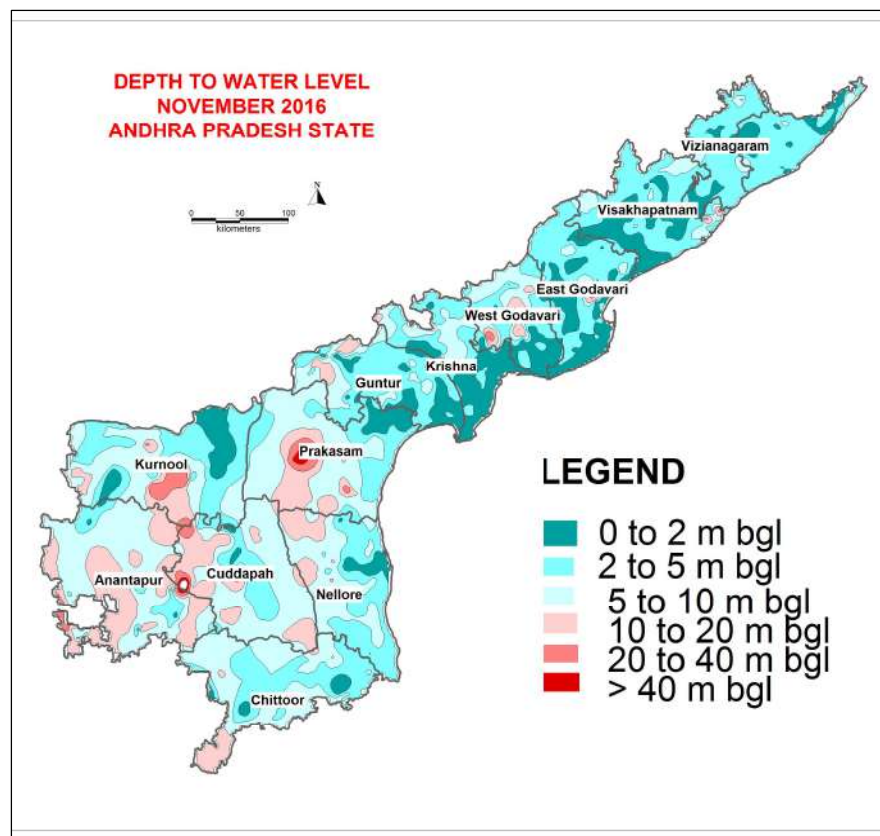 DEPTH TO WATER LEVEL
NOVEMBER 2016
ANDHRA PRADESH STATE
N
0 50 100
kilometers
Vizianagaram
Visakhapatnam
East Godavari
West Godavari
Krishna
Guntur
Prakasam
Kurnool
Anantapur
Cuddapah
Nellore
Chittoor
LEGEND
0 to 2 m bgl
2 to 5 m bgl
5 to 10 m bgl
10 to 20 m bgl
20 to 40 m bgl
> 40 m bgl